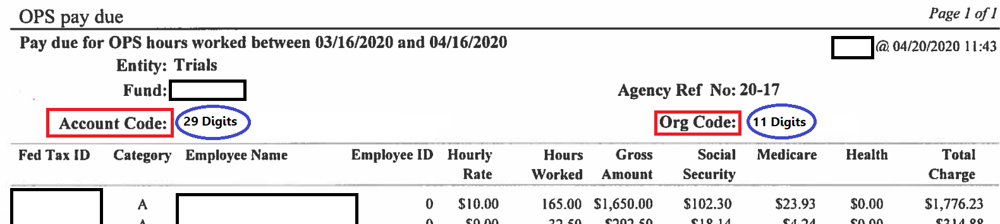 OPS pay due Page 1 of 1
Pay due for OPS hours worked between 03/16/2020 and 04/16/2020
@ 04/20/2020 11:43
Entity: Trials
Fund: Agency Ref No: 20-17
Account Code: 29 Digits Org Code: 11 Digits
Fed Tax ID Category Employee Name Employee ID Hourly Rate Hours Worked Gross Amount Social Security Medicare Health Total Charge
A 0 $10.00 165.00 $1,650.00 $102.30 $23.93 $0.00 $1,776.23
A 0 $9.00 32.50 $292.50 $18.14 $4.24 $0.00 $314.88